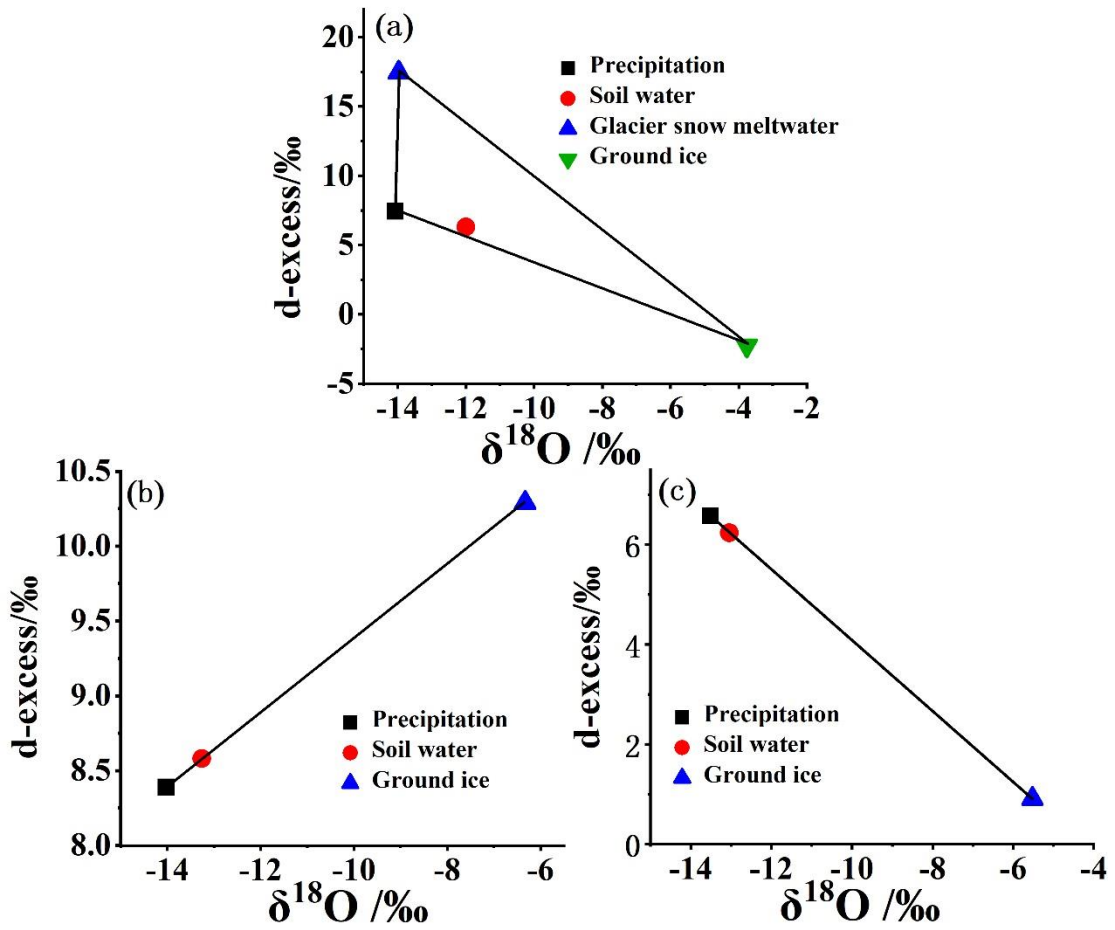 (a)
Precipitation
Soil water
Glacier snow meltwater
Ground ice
20
15
10
5
0
-5
d-excess/‰
-14 -12 -10 -8 -6 -4 -2
δ¹⁸O /‰
(b)
10.5
10.0
9.5
9.0
8.5
8.0
d-excess/‰
Precipitation
Soil water
Ground ice
-14 -12 -10 -8 -6
δ¹⁸O /‰
(c)
6
4
2
0
d-excess/‰
Precipitation
Soil water
Ground ice
-14 -12 -10 -8 -6 -4
δ¹⁸O /‰